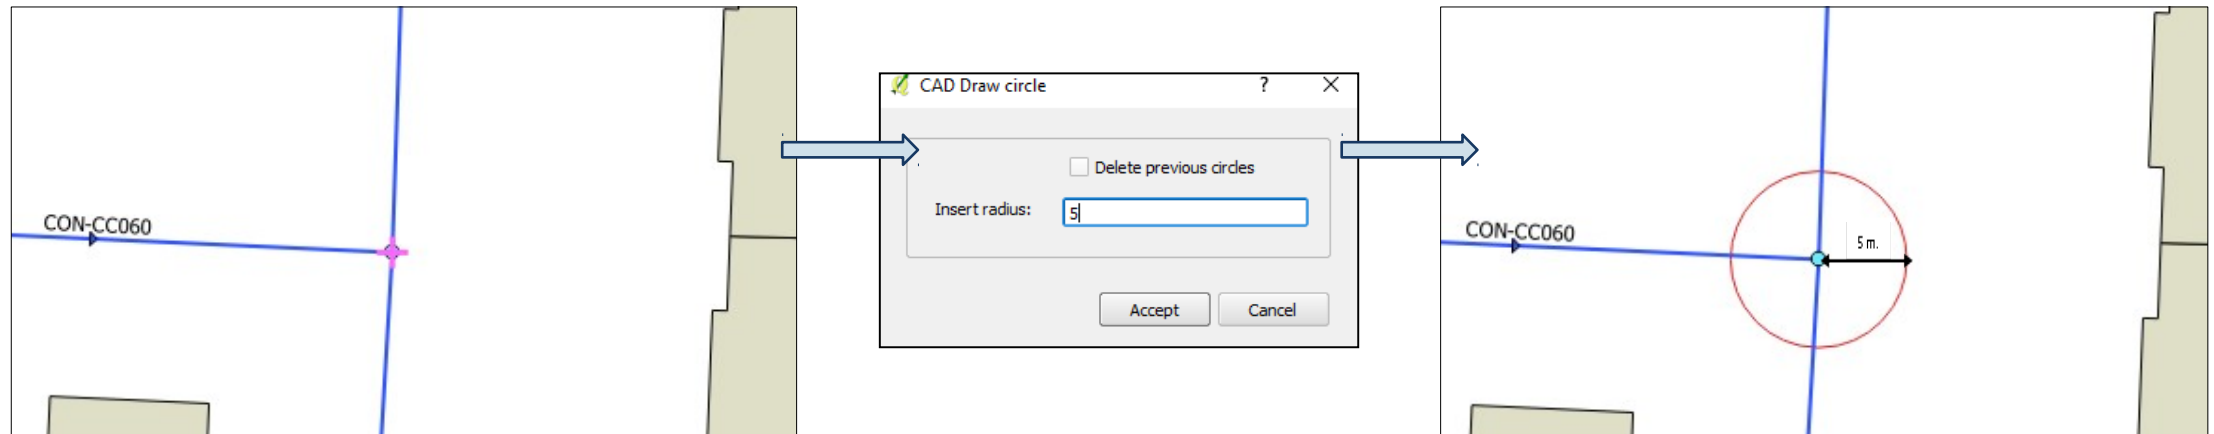 CON-CC060
CAD Draw circle ?
Delete previous circles
Insert radius: 5
Accept Cancel
CON-CC060
5 m.